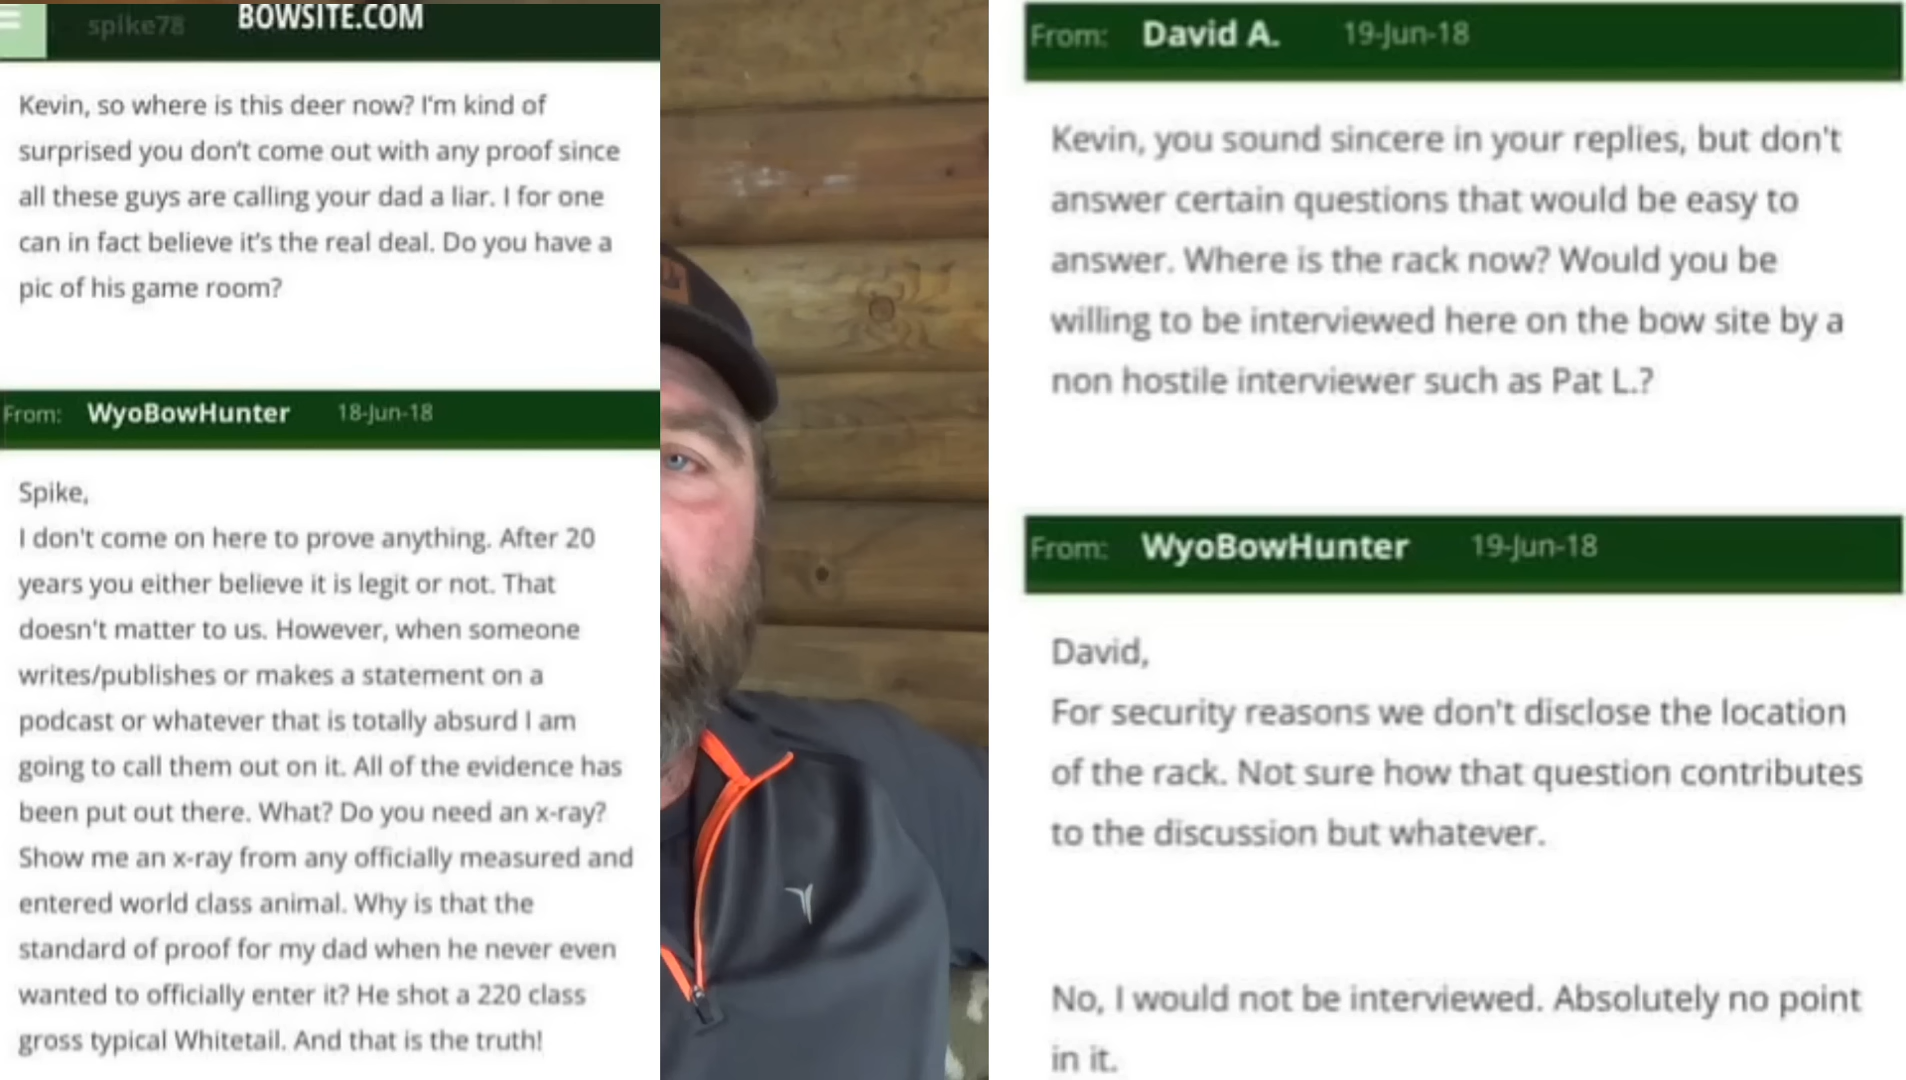 spike78
BOWSITE.COM
Kevin, so where is this deer now? I'm kind of
surprised you don't come out with any proof since
all these guys are calling your dad a liar. I for one
can in fact believe it's the real deal. Do you have a
pic of his game room?
From: WyoBowHunter 18-Jun-18
Spike,
I don't come on here to prove anything. After 20
years you either believe it is legit or not. That
doesn't matter to us. However, when someone
writes/publishes or makes a statement on a
podcast or whatever that is totally absurd I am
going to call them out on it. All of the evidence has
been put out there. What? Do you need an x-ray?
Show me an x-ray from any officially measured and
entered world class animal. Why is that the
standard of proof for my dad when he never even
wanted to officially enter it? He shot a 220 class
gross typical Whitetail. And that is the truth!
From: David A. 19-Jun-18
Kevin, you sound sincere in your replies, but don't
answer certain questions that would be easy to
answer. Where is the rack now? Would you be
willing to be interviewed here on the bow site by a
non hostile interviewer such as Pat L.?
From: WyoBowHunter 19-Jun-18
David,
For security reasons we don't disclose the location
of the rack. Not sure how that question contributes
to the discussion but whatever.
No, I would not be interviewed. Absolutely no point
in it.